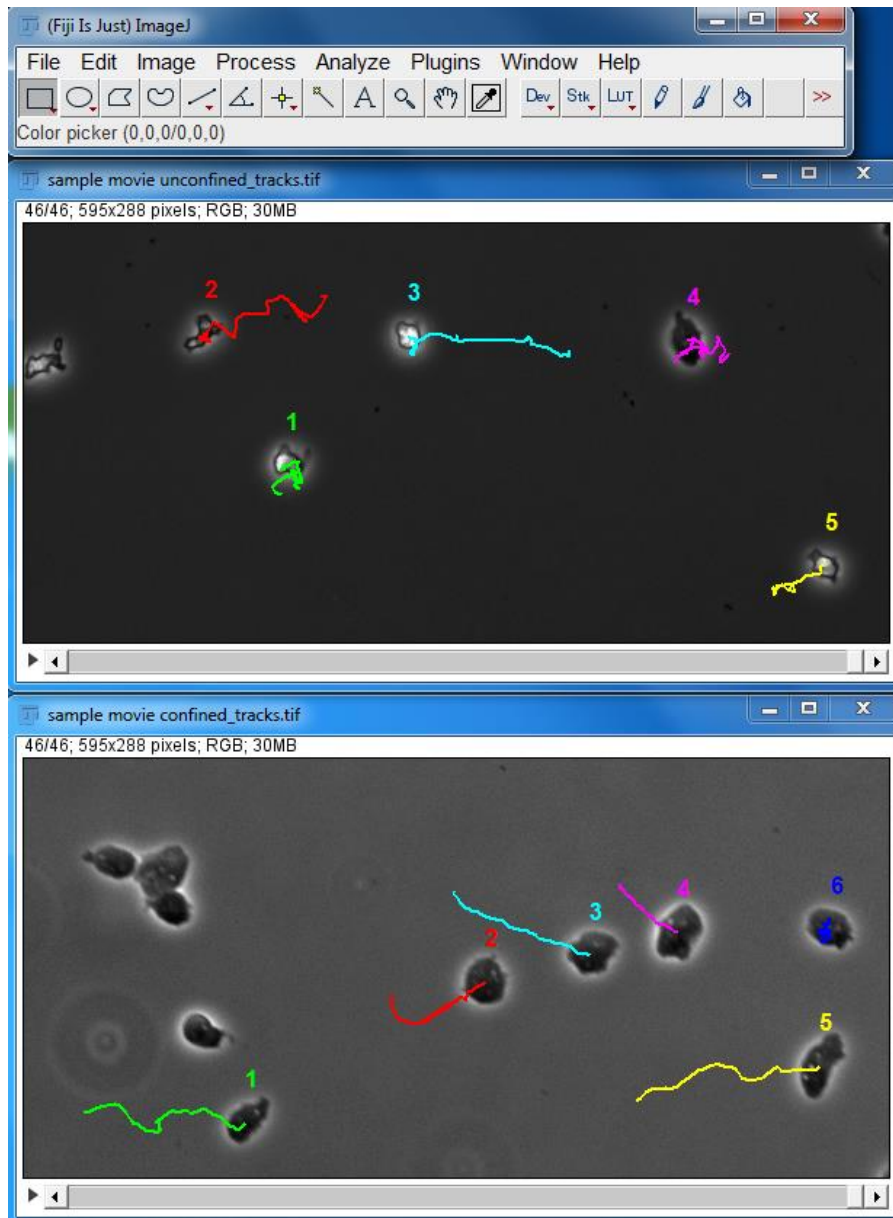 (Fiji Is Just) ImageJ
File Edit Image Process Analyze Plugins Window Help
A Dev Stk LUT >>
Color picker (0,0,0/0,0,0)
sample movie unconfined_tracks.tif
46/46; 595x288 pixels; RGB; 30MB
2 3 4
1
5
sample movie confined_tracks.tif
46/46; 595x288 pixels; RGB; 30MB
6
4
3
2
5
1